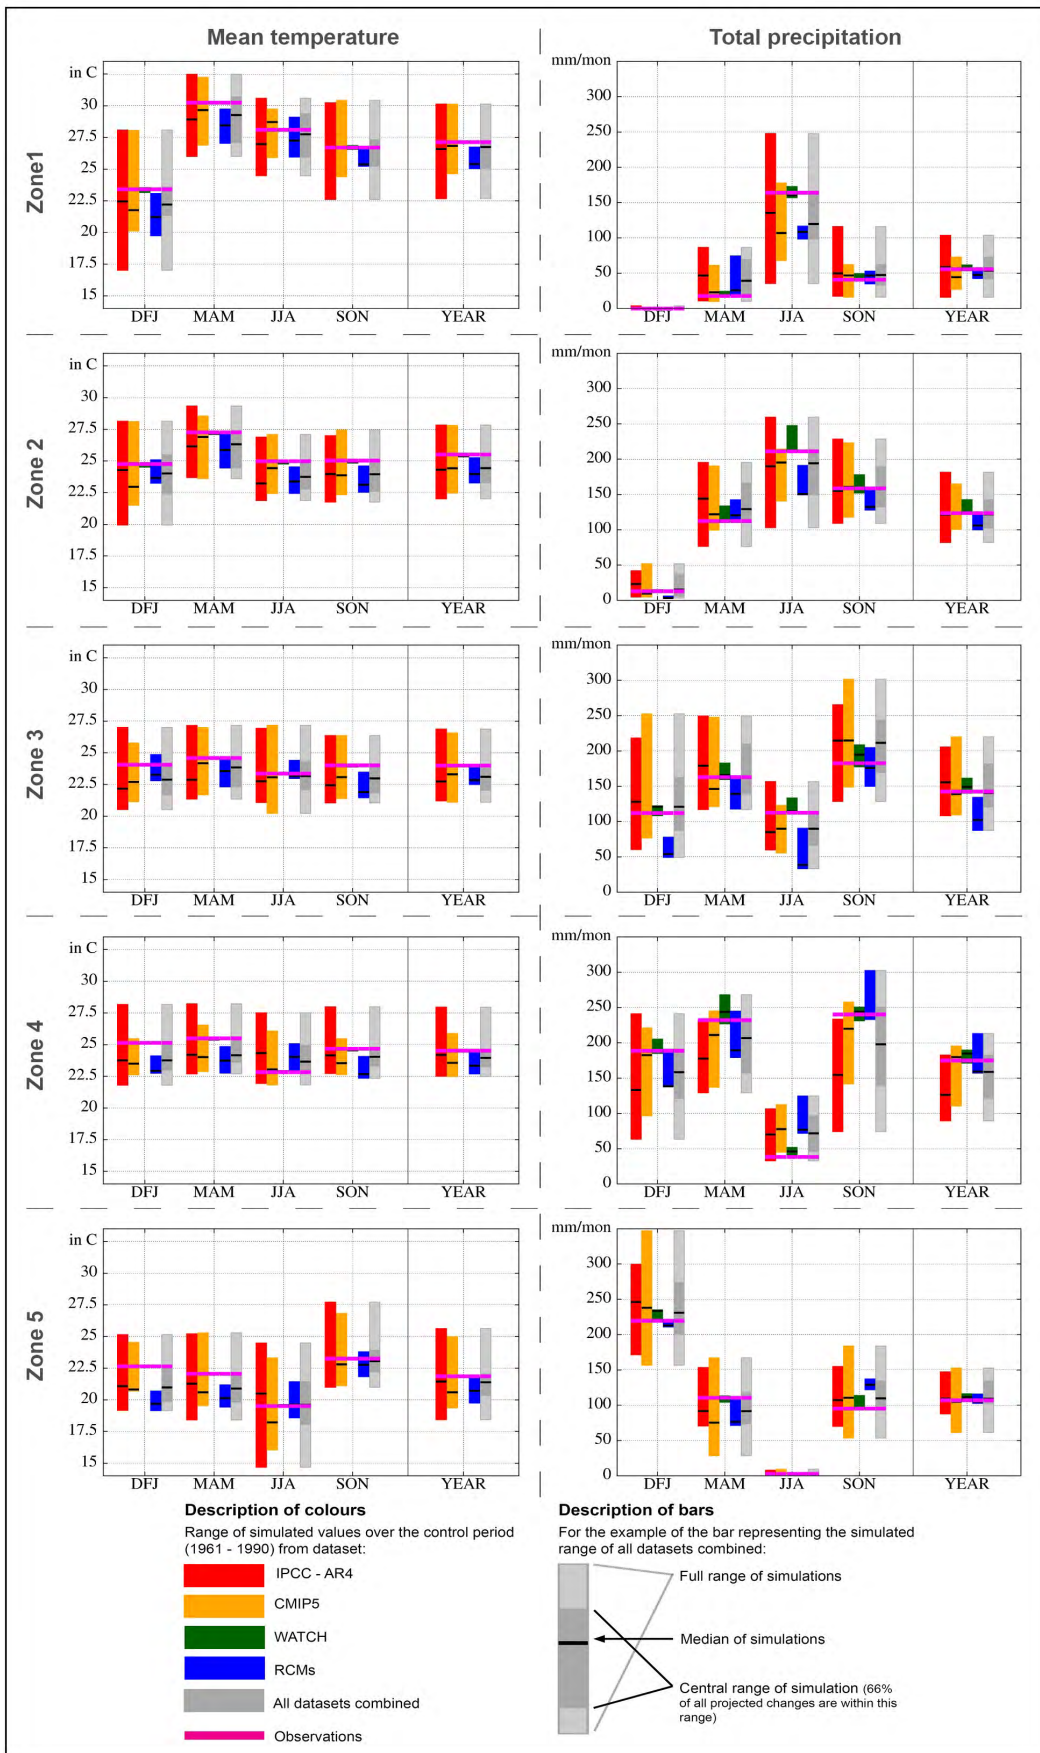 Mean temperature
Total precipitation
Zone1
in C
30
27.5
25
22.5
20
17.5
15
DFJ MAM JJA SON YEAR
mm/mon
300
250
200
150
100
50
0
DFJ MAM JJA SON YEAR
Zone 2
in C
30
27.5
25
22.5
20
17.5
15
DFJ MAM JJA SON YEAR
mm/mon
300
250
200
150
100
50
0
DFJ MAM JJA SON YEAR
Zone 3
in C
30
27.5
25
22.5
20
17.5
15
DFJ MAM JJA SON YEAR
mm/mon
300
250
200
150
100
50
0
DFJ MAM JJA SON YEAR
Zone 4
in C
30
27.5
25
22.5
20
17.5
15
DFJ MAM JJA SON YEAR
mm/mon
300
250
200
150
100
50
0
DFJ MAM JJA SON YEAR
Zone 5
in C
30
27.5
25
22.5
20
17.5
15
DFJ MAM JJA SON YEAR
mm/mon
300
250
200
150
100
50
0
DFJ MAM JJA SON YEAR
Description of colours
Range of simulated values over the control period
(1961 - 1990) from dataset:
IPCC - AR4
CMIP5
WATCH
RCMs
All datasets combined
Observations
Description of bars
For the example of the bar representing the simulated
range of all datasets combined:
Full range of simulations
Median of simulations
Central range of simulation (66%
of all projected changes are within this
range)